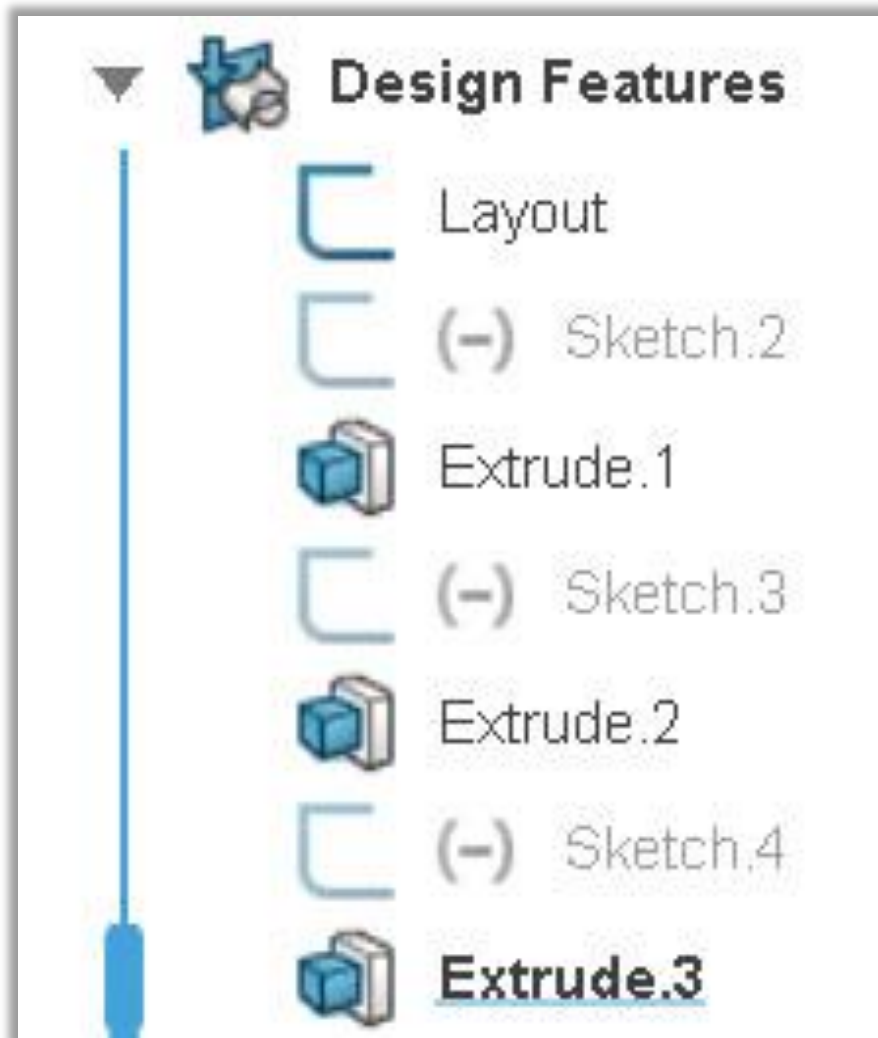 Design Features
Layout
(-) Sketch.2
Extrude.1
(-) Sketch.3
Extrude.2
(-) Sketch.4
Extrude.3